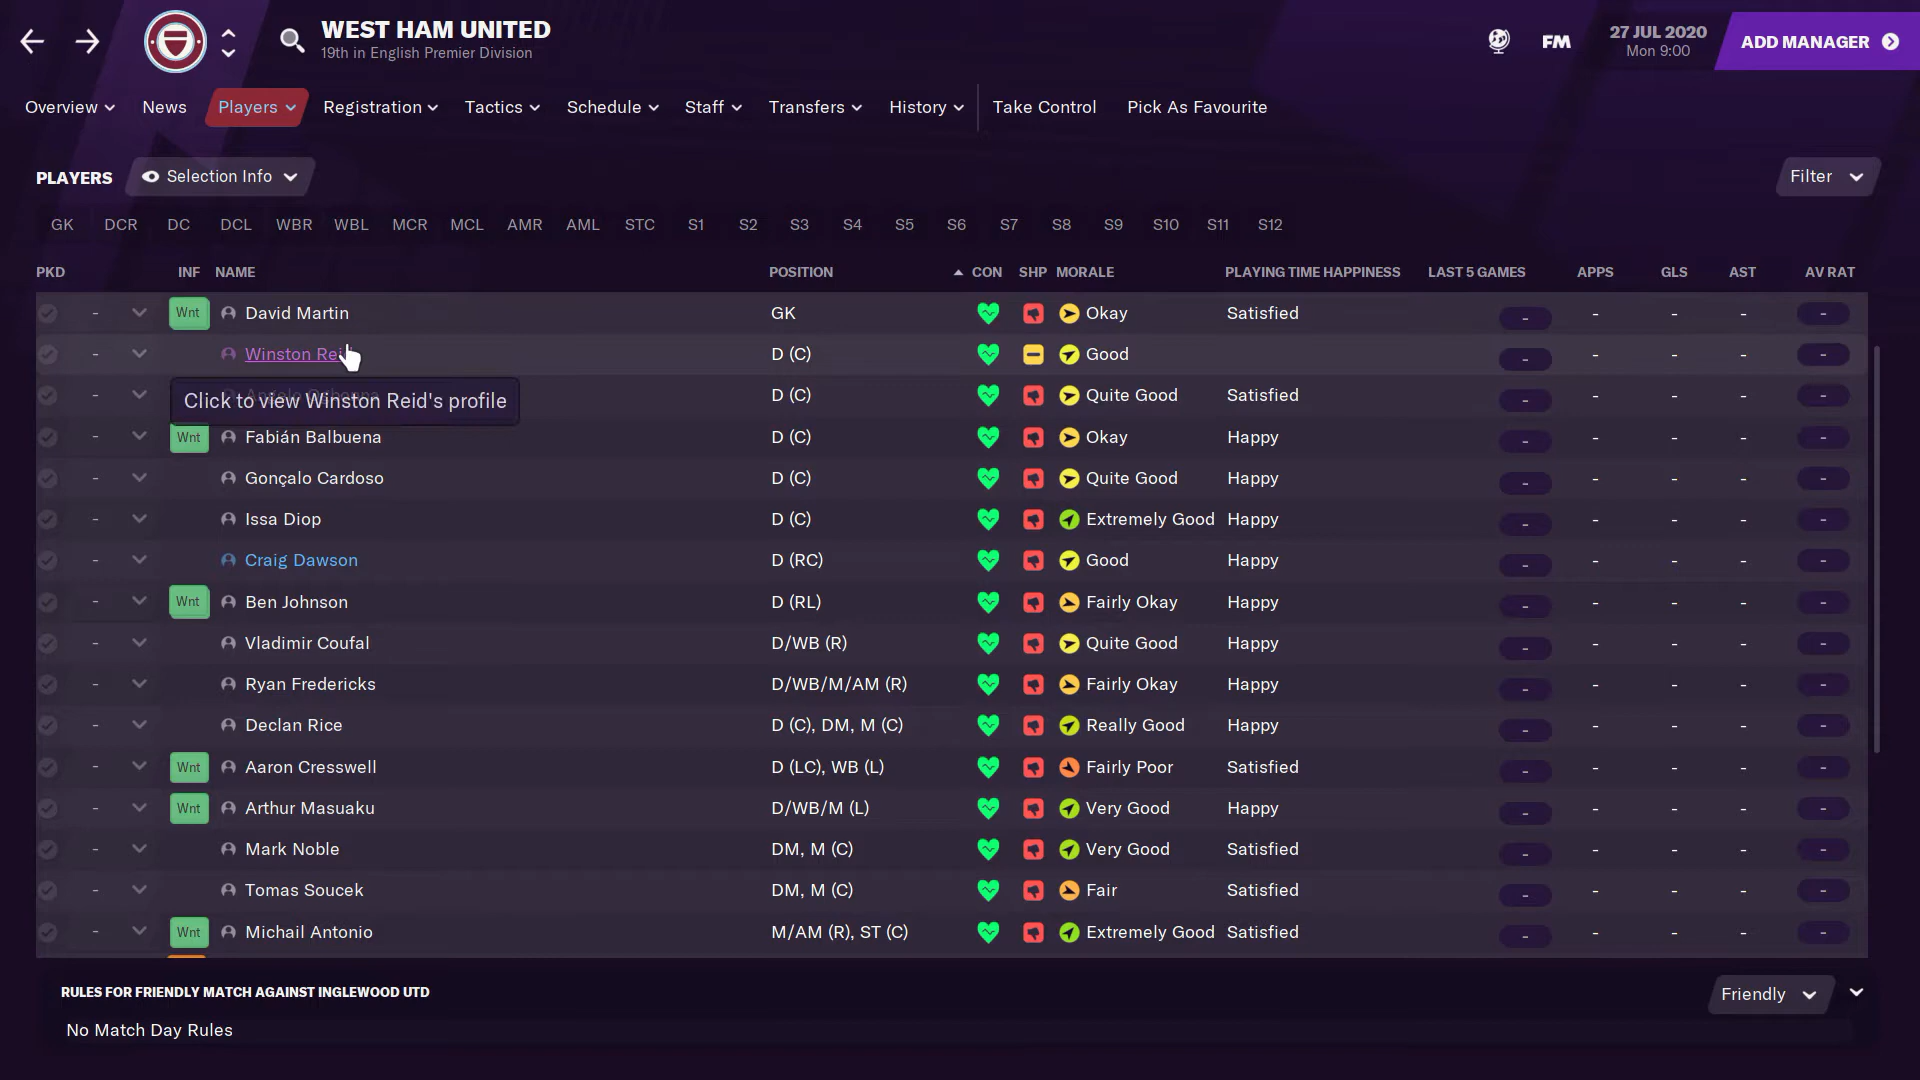 WEST HAM UNITED
19th in English Premier Division
FM
27 JUL 2020
Mon 9:00
ADD MANAGER
Overview News Players Registration Tactics Schedule Staff Transfers History Take Control Pick As Favourite
PLAYERS Selection Info Filter
GK DCR DC DCL WBR WBL MCR MCL AMR AML STC S1 S2 S3 S4 S5 S6 S7 S8 S9 S10 S11 S12
PKD INF NAME POSITION CON SHP MORALE PLAYING TIME HAPPINESS LAST 5 GAMES APPS GLS AST AV RAT
- Wnt David Martin GK Okay Satisfied - - - - -
- Winston Rei D (C) Good - - - - -
Click to view Winston Reid's profile
- D (C) Quite Good Satisfied - - - - -
- Wnt Fabián Balbuena D (C) Okay Happy - - - - -
- Gonçalo Cardoso D (C) Quite Good Happy - - - - -
- Issa Diop D (C) Extremely Good Happy - - - - -
- Craig Dawson D (RC) Good Happy - - - - -
- Wnt Ben Johnson D (RL) Fairly Okay Happy - - - - -
- Vladimir Coufal D/WB (R) Quite Good Happy - - - - -
- Ryan Fredericks D/WB/M/AM (R) Fairly Okay Happy - - - - -
- Declan Rice D (C), DM, M (C) Really Good Happy - - - - -
- Wnt Aaron Cresswell D (LC), WB (L) Fairly Poor Satisfied - - - - -
- Wnt Arthur Masuaku D/WB/M (L) Very Good Happy - - - - -
- Mark Noble DM, M (C) Very Good Satisfied - - - - -
- Tomas Soucek DM, M (C) Fair Satisfied - - - - -
- Wnt Michail Antonio M/AM (R), ST (C) Extremely Good Satisfied - - - - -
RULES FOR FRIENDLY MATCH AGAINST INGLEWOOD UTD
Friendly
No Match Day Rules